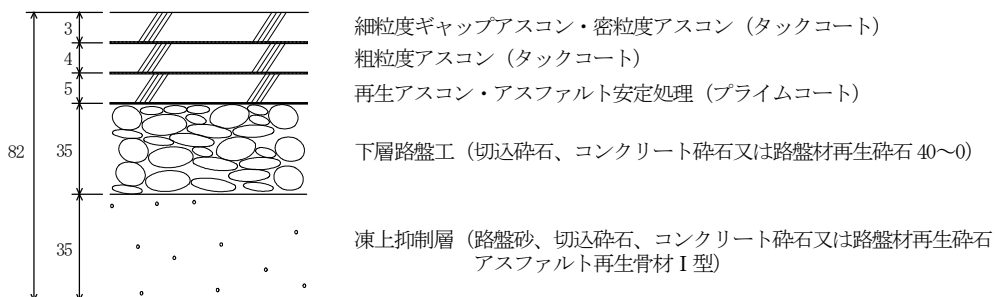 3
細粒度ギャップアスコン・密粒度アスコン（タックコート）
4
粗粒度アスコン（タックコート）
5
再生アスコン・アスファルト安定処理（プライムコート）
82
35
下層路盤工（切込砕石、コンクリート砕石又は路盤材再生砕石 40～0）
35
凍上抑制層（路盤砂、切込砕石、コンクリート砕石又は路盤材再生砕石
アスファルト再生骨材Ⅰ型）